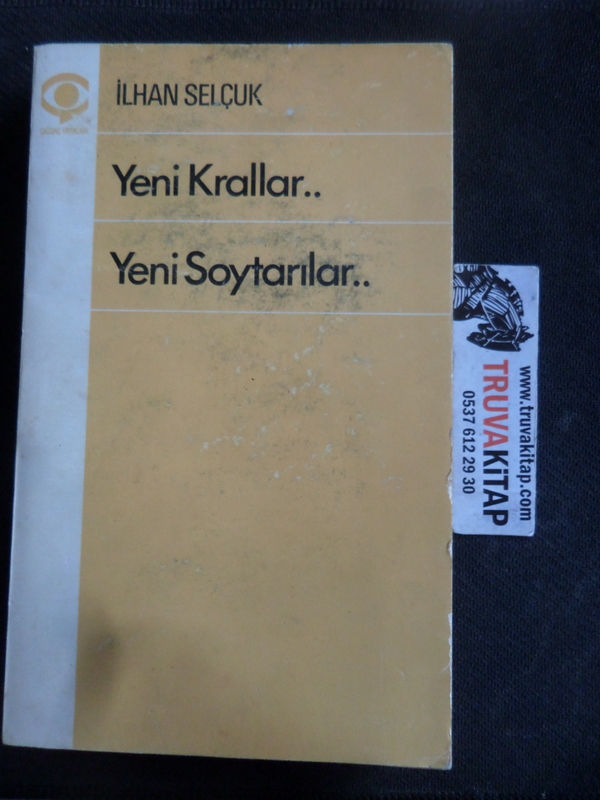 İLHAN SELÇUK
Yeni Krallar..
Yeni Soytarılar..
www.truvakitap.com
TRUVAKİTAP
0537 612 29 30